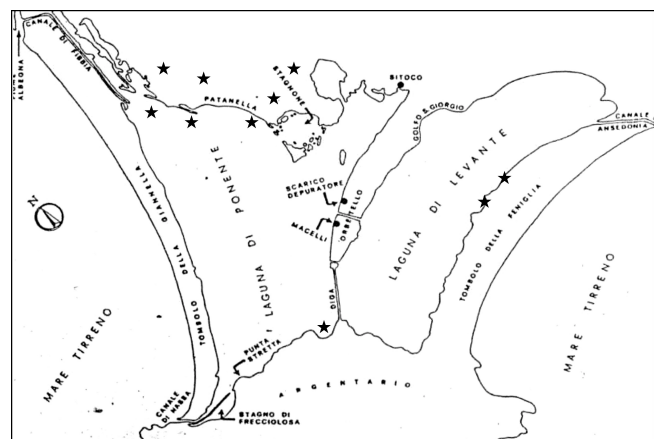 CANALE DI FIBBIA
ALBEGNA
PATANELLA
STAGNONE
BITOCO
GOLFO S. GIORGIO
CANALE
ANSEDONIA
LAGUNA DI LEVANTE
LAGUNA DI PONENTE
SCARICO
DEPURATORE
MACELLI
ORBETELLO
DIGA
TOMBOLO DELLA GIANNELLA
TOMBOLO DELLA FENIGLIA
N
MARE TIRRENO
MARE TIRRENO
PUNTA
STRETTA
ARGENTARIO
CANALE
DI NASSA
STAGNO DI
FRECCIOLOSA